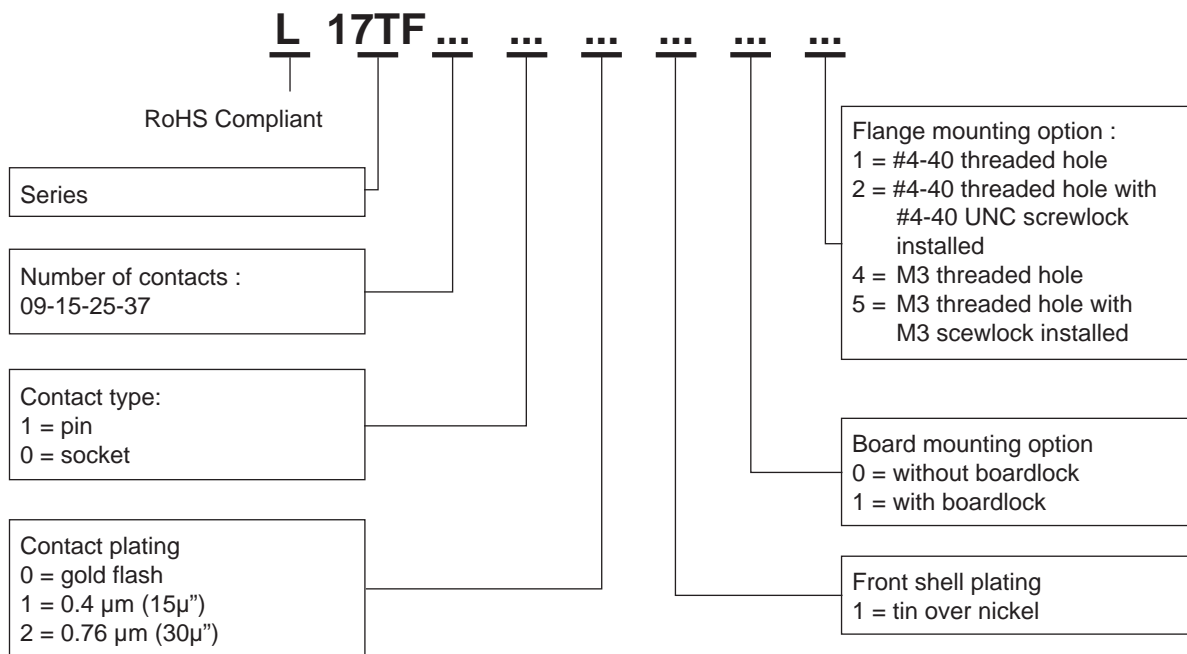 L 17TF ... ... ... ... ... ...
RoHS Compliant
Series
Number of contacts :
09-15-25-37
Contact type:
1 = pin
0 = socket
Contact plating
0 = gold flash
1 = 0.4 µm (15µ”)
2 = 0.76 µm (30µ”)
Flange mounting option :
1 = #4-40 threaded hole
2 = #4-40 threaded hole with
#4-40 UNC screwlock
installed
4 = M3 threaded hole
5 = M3 threaded hole with
M3 scewlock installed
Board mounting option
0 = without boardlock
1 = with boardlock
Front shell plating
1 = tin over nickel